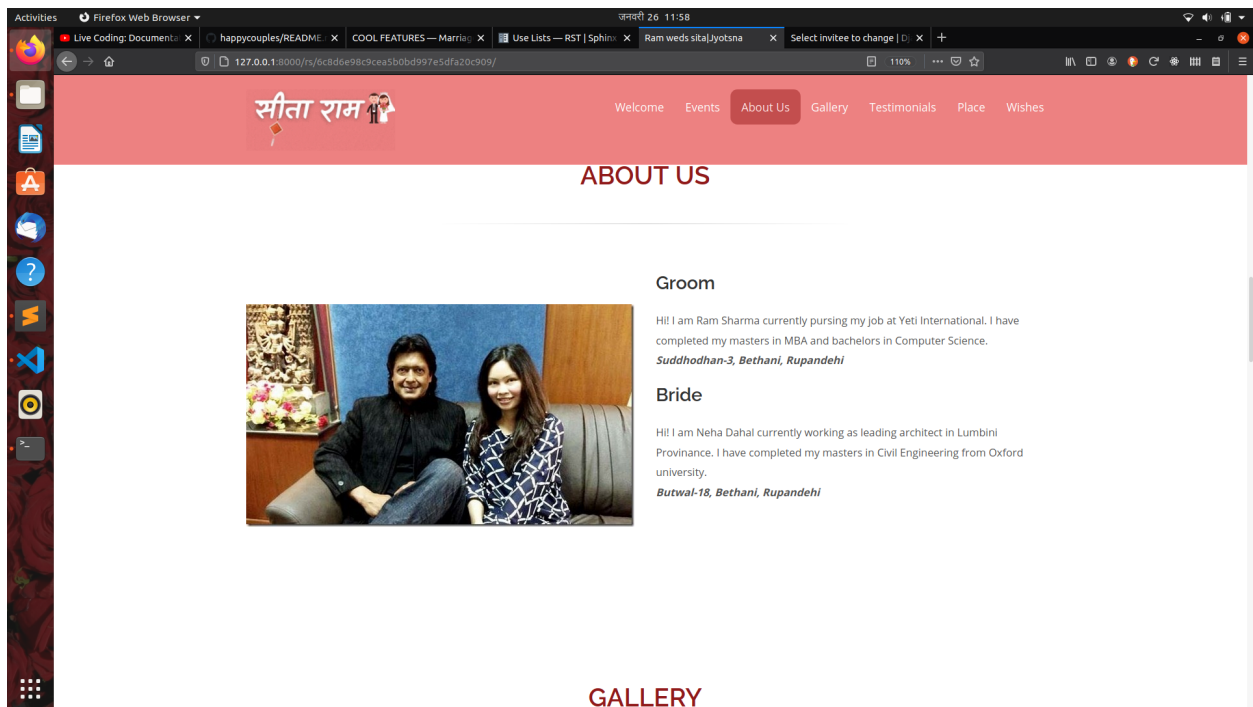 Activities Firefox Web Browser जनवरी 26 11:58
Live Coding: Documenta happycouples/README. COOL FEATURES — Marriag Use Lists — RST | Sphinx Ram weds sita|Jyotsna Select invitee to change | Dj
127.0.0.1:8000/rs/6c8d6e98c9cea5b0bd997e5dfa20c909/ 110%
सीता राम
Welcome Events About Us Gallery Testimonials Place Wishes
ABOUT US
Groom
Hi! I am Ram Sharma currently pursing my job at Yeti International. I have
completed my masters in MBA and bachelors in Computer Science.
Suddhodhan-3, Bethani, Rupandehi
Bride
Hi! I am Neha Dahal currently working as leading architect in Lumbini
Provinance. I have completed my masters in Civil Engineering from Oxford
university.
Butwal-18, Bethani, Rupandehi
GALLERY